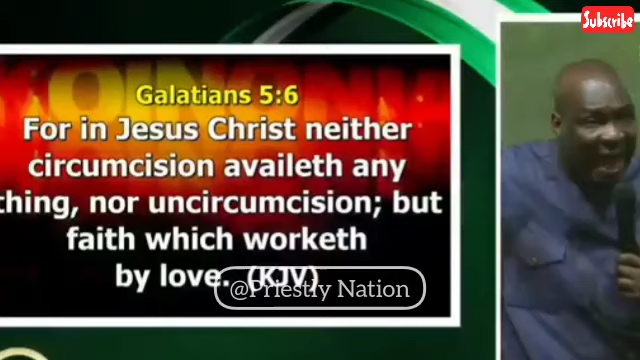 Subscribe
KOINONIA
Galatians 5:6
For in Jesus Christ neither
circumcision availeth any
thing, nor uncircumcision; but
faith which worketh
by love. (KJV)
@Priestly Nation